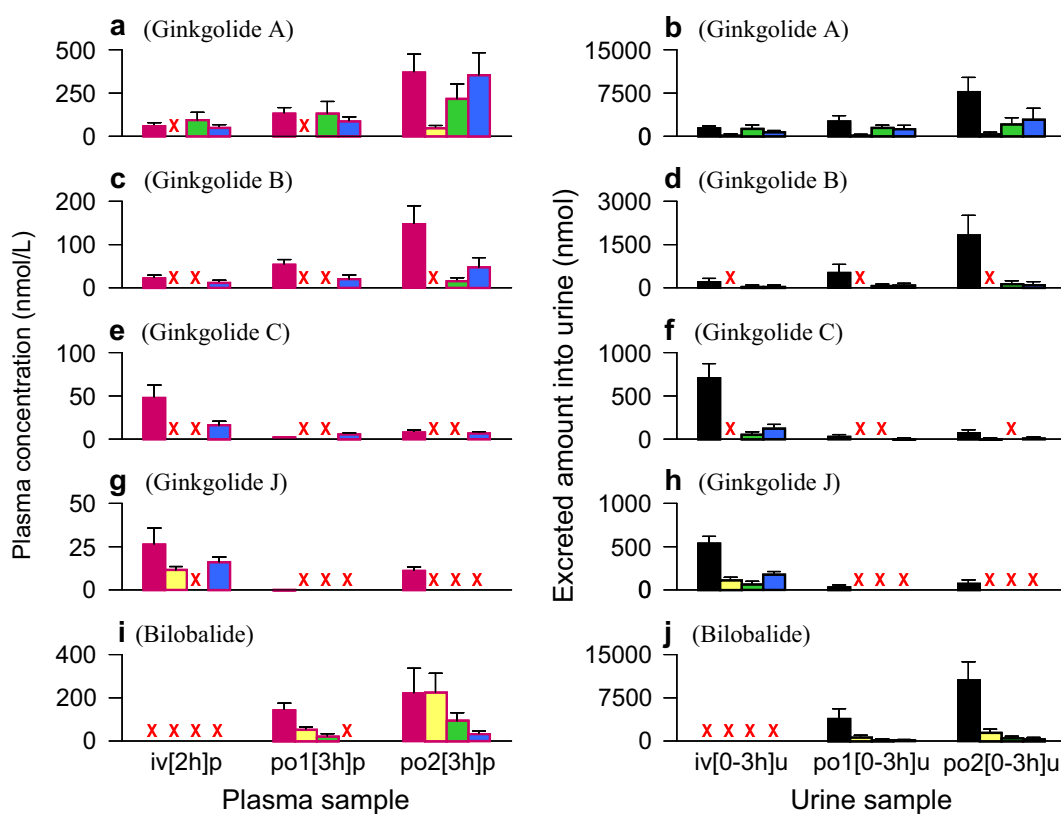 a (Ginkgolide A)
500
250
0
X X
c (Ginkgolide B)
200
100
0
X X X X X
e (Ginkgolide C)
100
50
0
X X X X X X
g (Ginkgolide J)
50
25
0
X X X X X X X
i (Bilobalide)
400
200
0
X X X X X
iv[2h]p po1[3h]p po2[3h]p
Plasma sample
Plasma concentration (nmol/L)
b (Ginkgolide A)
15000
7500
0
d (Ginkgolide B)
3000
1500
0
X X X
f (Ginkgolide C)
1000
500
0
X X X X
h (Ginkgolide J)
1000
500
0
X X X X X X
j (Bilobalide)
15000
7500
0
X X X X
iv[0-3h]u po1[0-3h]u po2[0-3h]u
Urine sample
Excreted amount into urine (nmol)